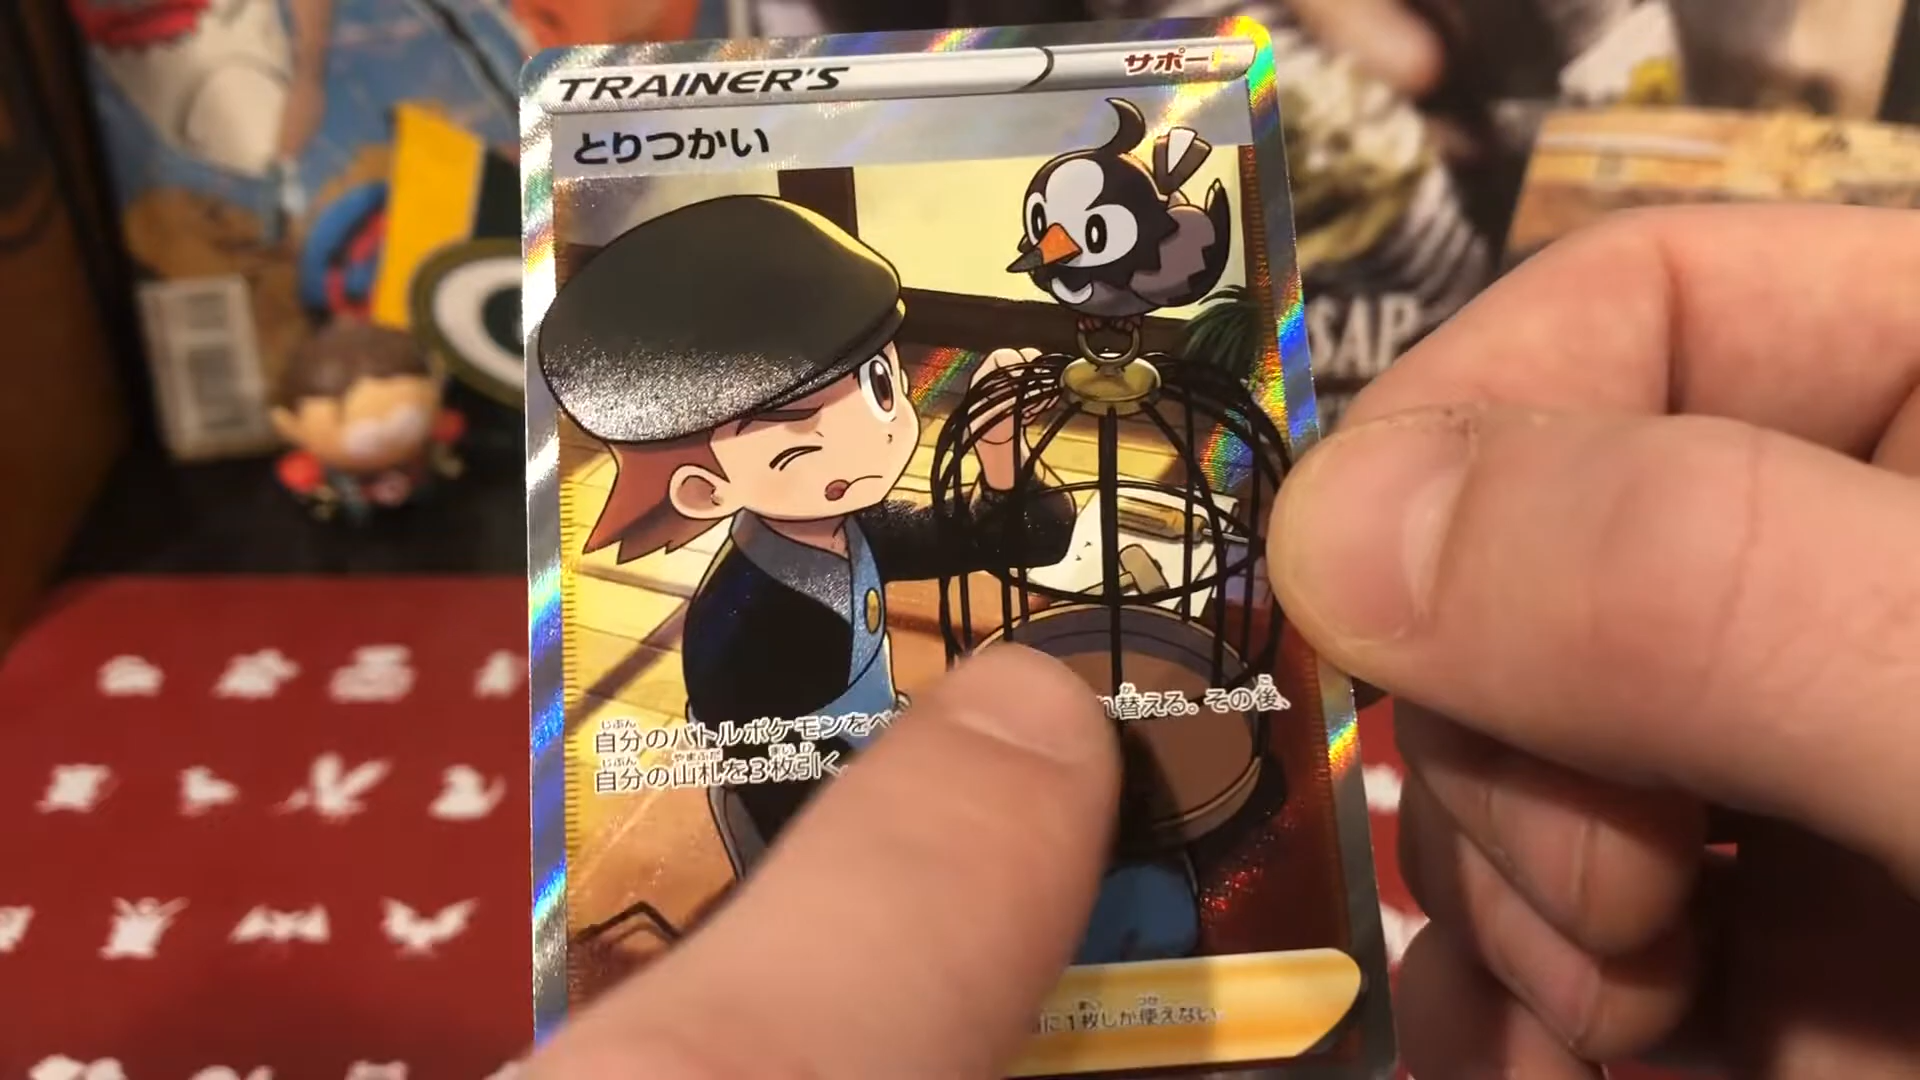 TRAINER'S
サポー
とりつかい
SAP
自分のバトルポケモンをベ
れ替える。その後、
自分の山札を3枚引く
に1枚しか使えない